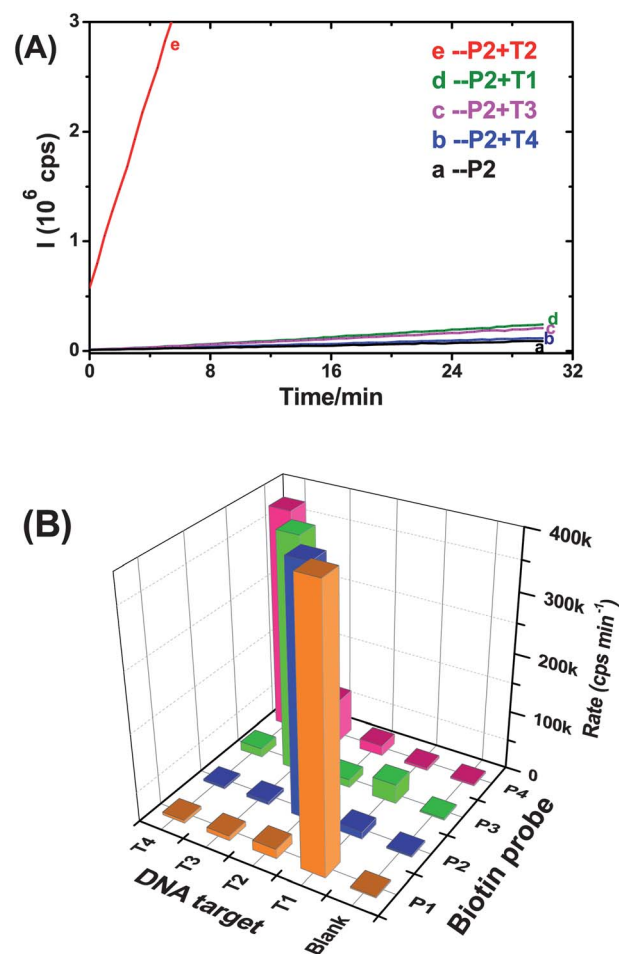 (A)
3
2
1
0
I (10⁶ cps)
e
e --P2+T2
d --P2+T1
c --P2+T3
b --P2+T4
a --P2
d
c
b
a
0 8 16 24 32
Time/min
(B)
400k
300k
200k
100k
0
Rate (cps min⁻¹)
P4
P3
P2
P1
Biotin probe
T4
T3
T2
T1
Blank
DNA target